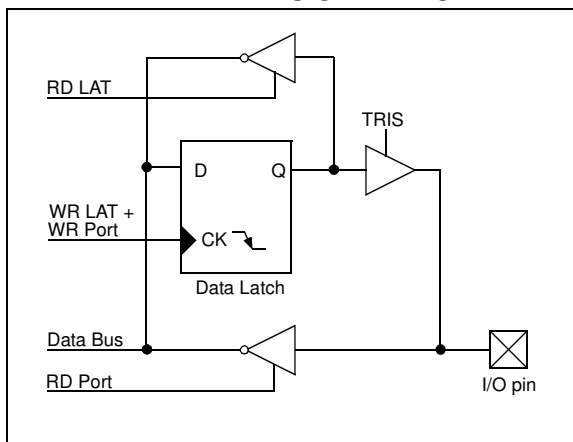 RD LAT
TRIS
D
Q
WR LAT +
WR Port
CK
Data Latch
Data Bus
RD Port
I/O pin